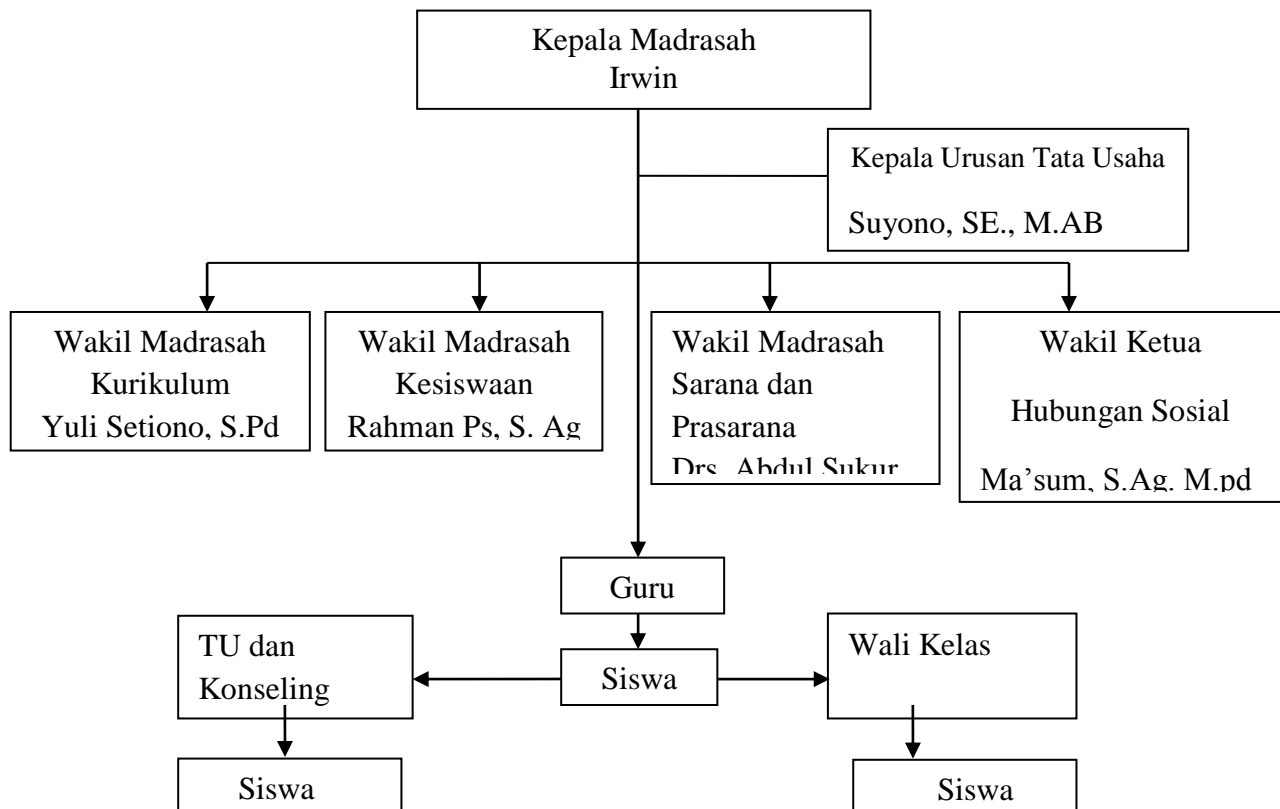 Kepala Madrasah
Irwin
Kepala Urusan Tata Usaha
Suyono, SE., M.AB
Wakil Madrasah
Kurikulum
Yuli Setiono, S.Pd
Wakil Madrasah
Kesiswaan
Rahman Ps, S. Ag
Wakil Madrasah
Sarana dan
Prasarana
Drs. Abdul Sukur
Wakil Ketua
Hubungan Sosial
Ma’sum, S.Ag. M.pd
Guru
TU dan
Konseling
Siswa
Wali Kelas
Siswa
Siswa